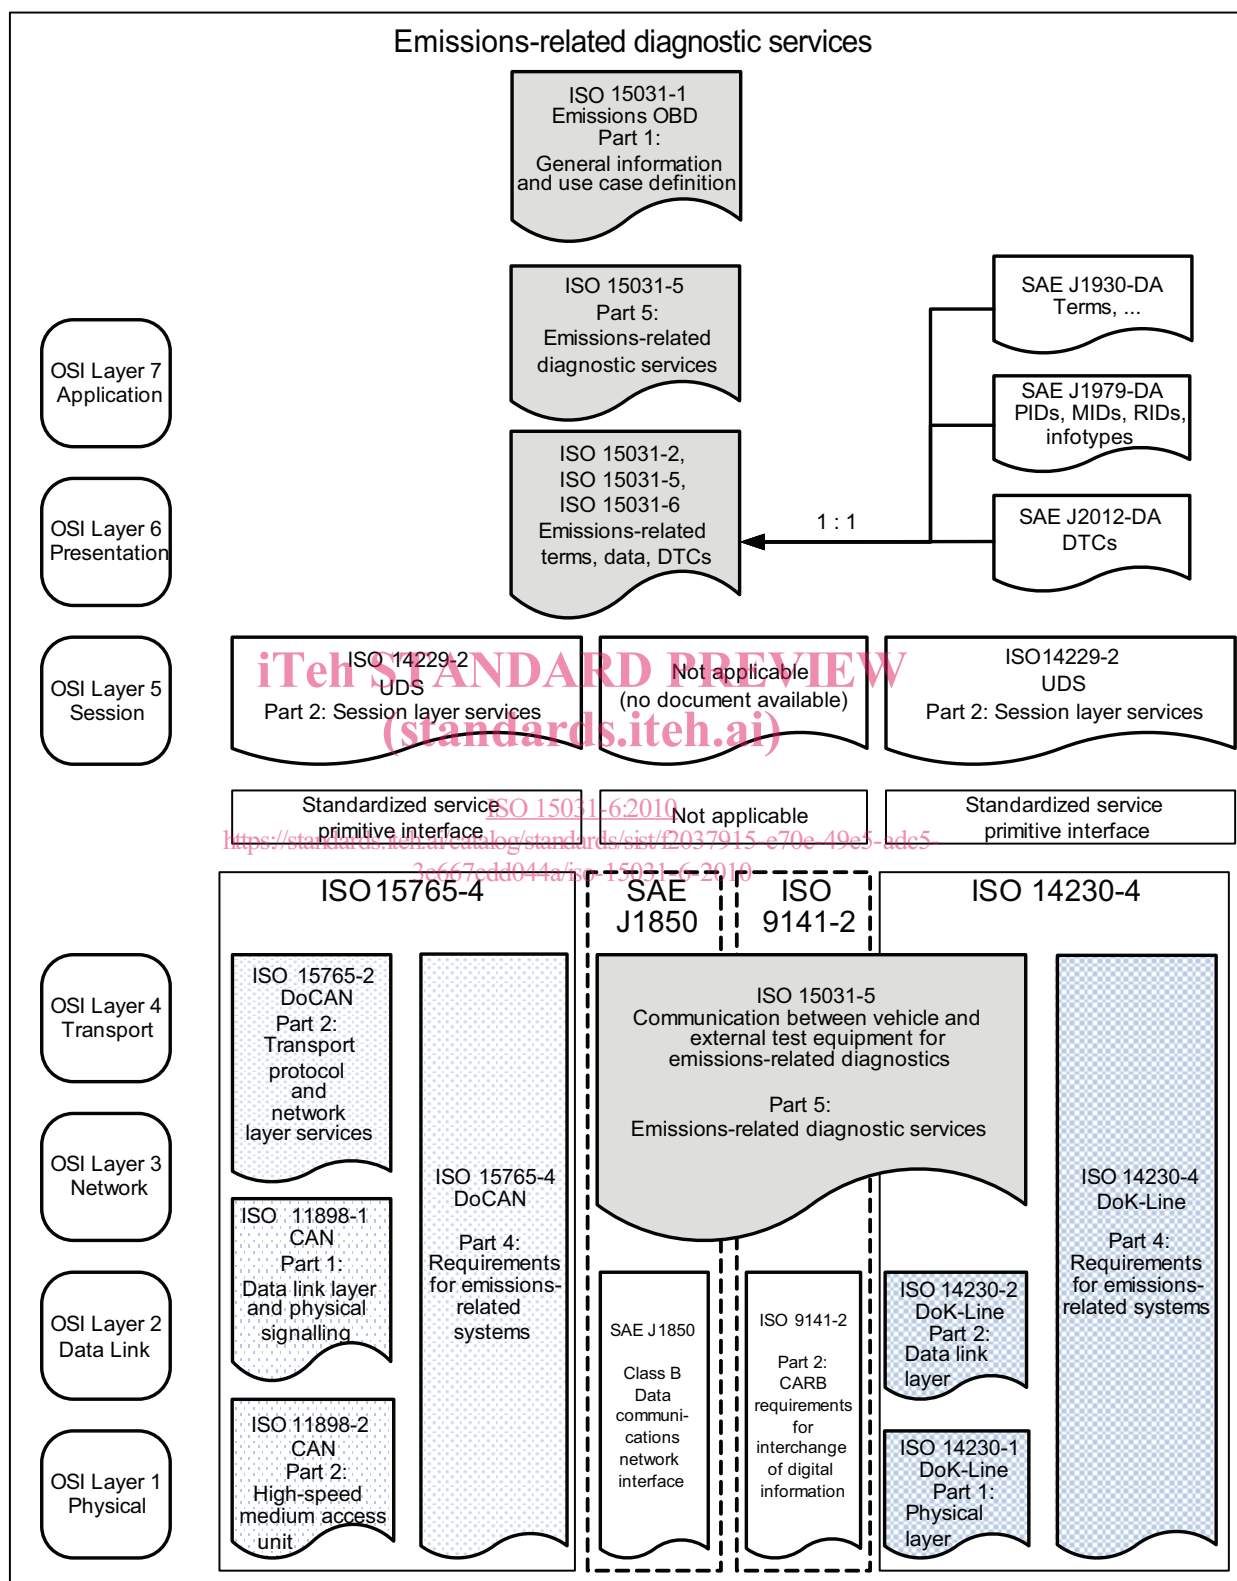 Emissions-related diagnostic services
ISO 15031-1
Emissions OBD
Part 1:
General information
and use case definition
ISO 15031-5
Part 5:
Emissions-related
diagnostic services
SAE J1930-DA
Terms, ...
OSI Layer 7
Application
SAE J1979-DA
PIDs, MIDs, RIDs,
infotypes
ISO 15031-2,
ISO 15031-5,
ISO 15031-6
Emissions-related
terms, data, DTCs
1 : 1
SAE J2012-DA
DTCs
OSI Layer 6
Presentation
OSI Layer 5
Session
ISO 14229-2
UDS
Part 2: Session layer services
Not applicable
(no document available)
ISO14229-2
UDS
Part 2: Session layer services
iTeh STANDARD PREVIEW
(standards.iteh.ai)
Standardized service
primitive interface
Not applicable
Standardized service
primitive interface
ISO 15031-6:2010
https://standards.iteh.ai/catalog/standards/sist/f2037915-e70e-49e5-adc5-
3c667cdd044a/iso-15031-6-2010
ISO 15765-4
SAE
J1850
ISO
9141-2
ISO 14230-4
OSI Layer 4
Transport
ISO 15765-2
DoCAN
Part 2:
Transport
protocol
and
network
layer services
ISO 15031-5
Communication between vehicle and
external test equipment for
emissions-related diagnostics
Part 5:
Emissions-related diagnostic services
OSI Layer 3
Network
ISO 15765-4
DoCAN
Part 4:
Requirements
for emissions-
related
systems
ISO 14230-4
DoK-Line
Part 4:
Requirements
for emissions-
related systems
ISO 11898-1
CAN
Part 1:
Data link layer
and physical
signalling
OSI Layer 2
Data Link
SAE J1850
Class B
Data
communi-
cations
network
interface
ISO 9141-2
Part 2:
CARB
requirements
for
interchange
of digital
information
ISO 14230-2
DoK-Line
Part 2:
Data link
layer
OSI Layer 1
Physical
ISO 11898-2
CAN
Part 2:
High-speed
medium access
unit
ISO 14230-1
DoK-Line
Part 1:
Physical
layer